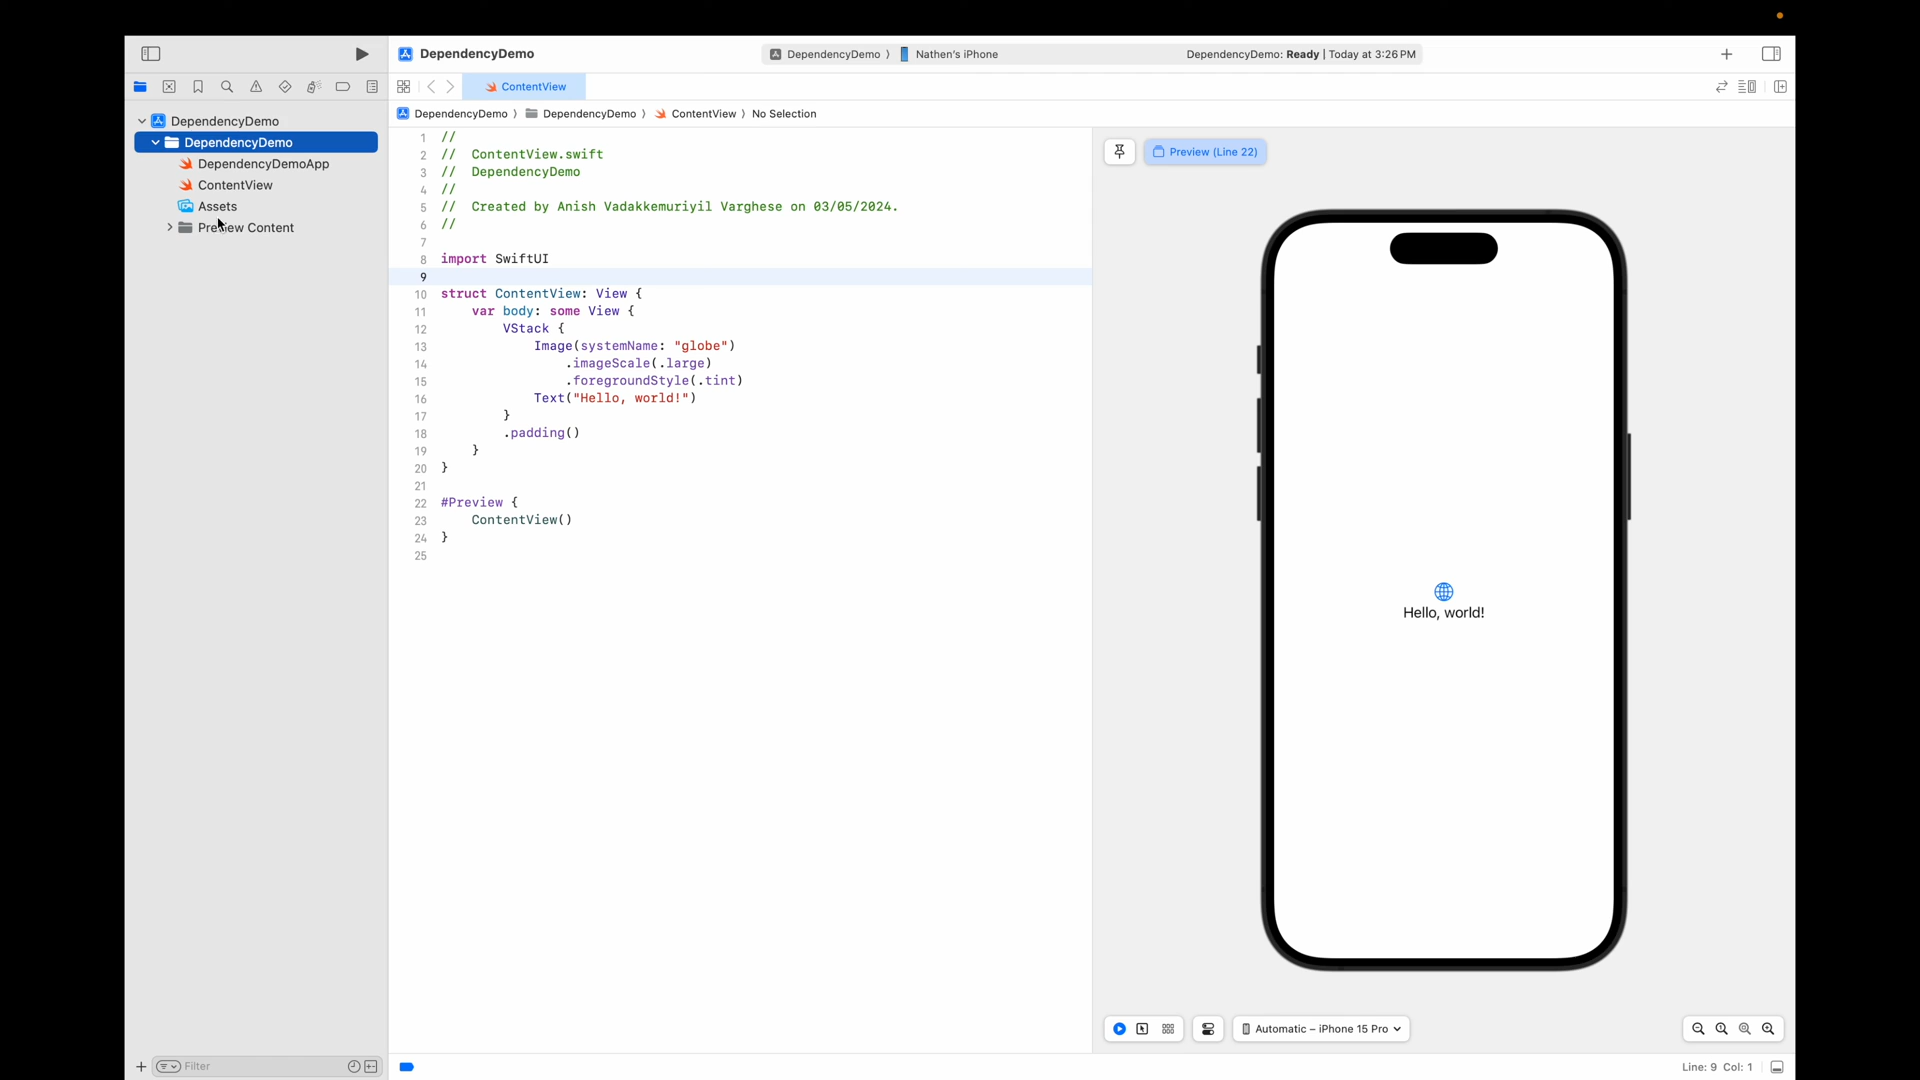 DependencyDemo
DependencyDemo 〉 Nathen's iPhone
DependencyDemo: Ready | Today at 3:26 PM
ContentView
DependencyDemo 〉 DependencyDemo 〉 ContentView 〉 No Selection
DependencyDemo
DependencyDemo
DependencyDemoApp
ContentView
Assets
Preview Content
1 //
2 //  ContentView.swift
3 //  DependencyDemo
4 //
5 //  Created by Anish Vadakkemuriyil Varghese on 03/05/2024.
6 //
7
8 import SwiftUI
9
10 struct ContentView: View {
11     var body: some View {
12         VStack {
13             Image(systemName: "globe")
14                 .imageScale(.large)
15                 .foregroundStyle(.tint)
16             Text("Hello, world!")
17         }
18         .padding()
19     }
20 }
21
22 #Preview {
23     ContentView()
24 }
25
Preview (Line 22)
Hello, world!
Automatic – iPhone 15 Pro
Filter
Line: 9 Col: 1